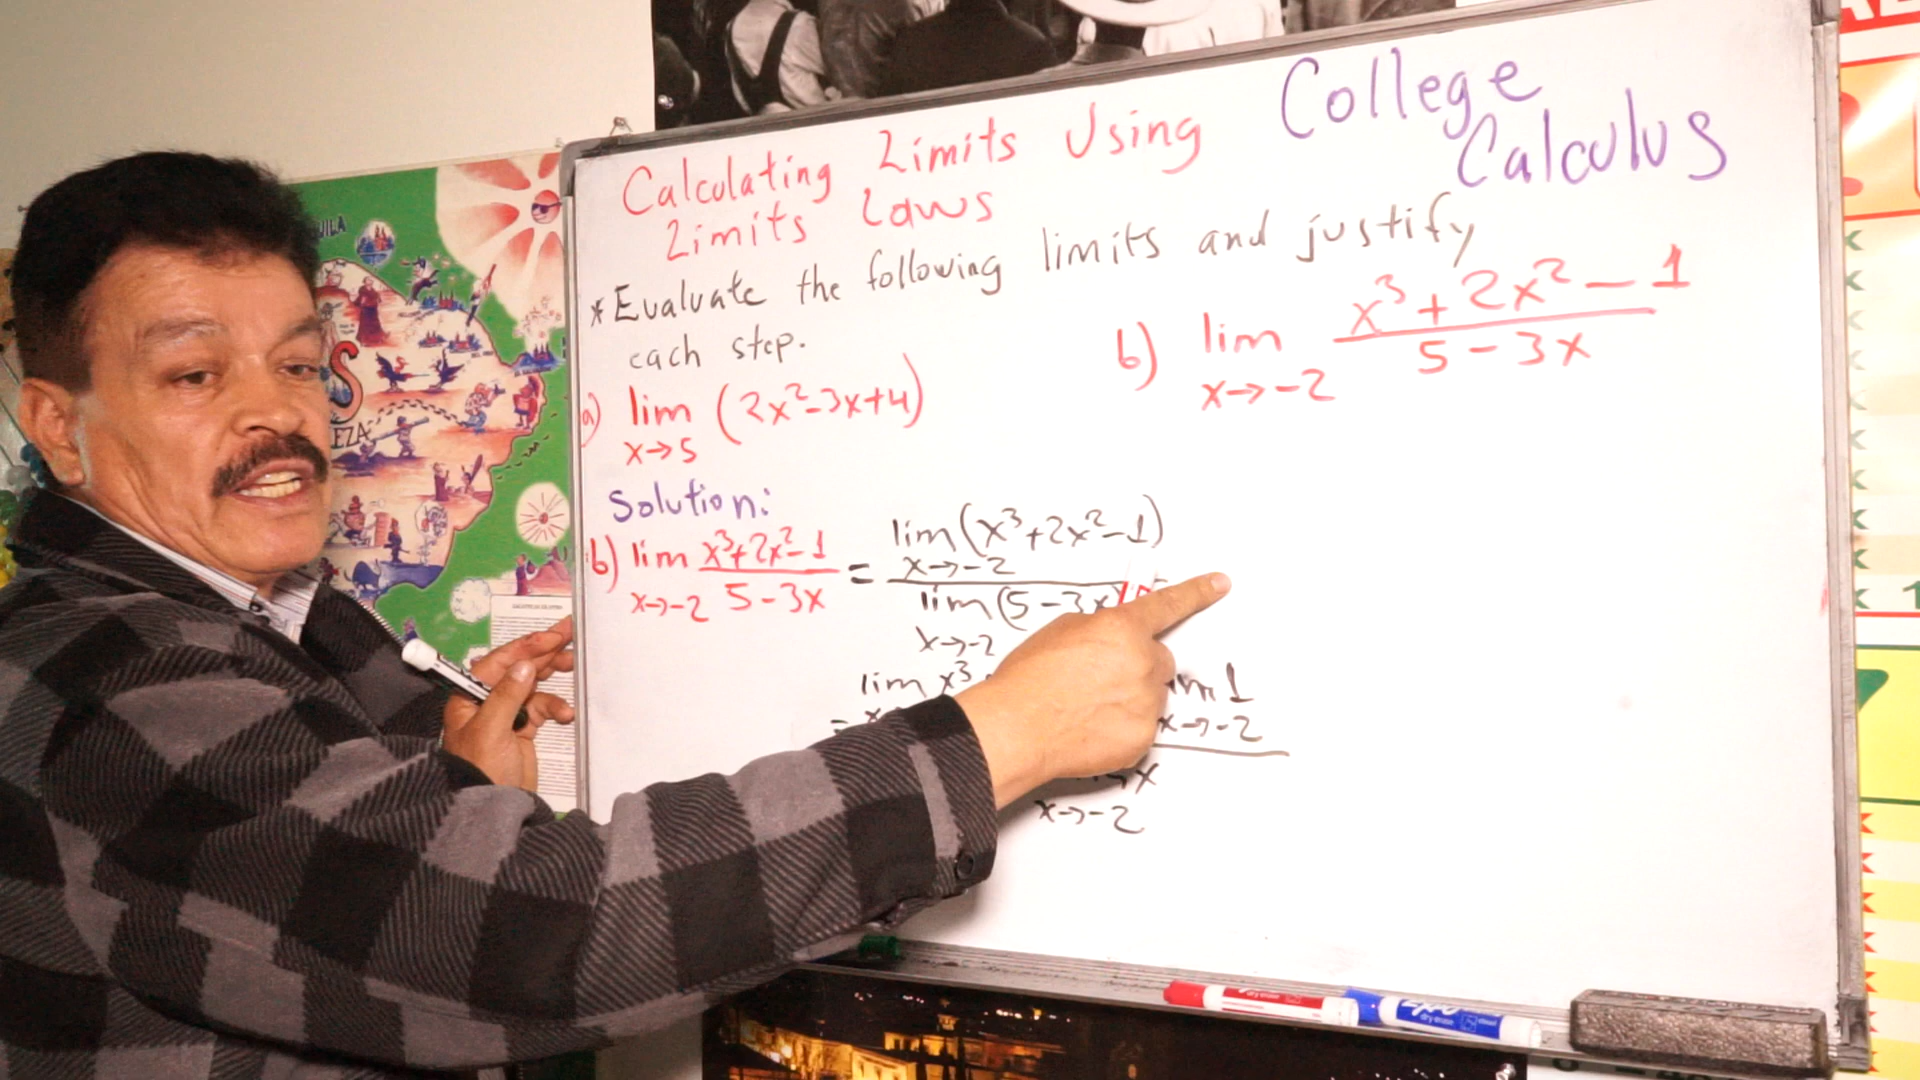 Calculating Limits Using
Limits Laws
College
Calculus
* Evaluate the following limits and justify
each step.
a) lim (2x²-3x+4)
x→5
b) lim x³+2x²-1
5-3x
x→-2
Solution:
b) lim x³+2x²-1
x→-2 5-3x
= lim (x³+2x²-1)
x→-2
lim (5-3x)
x→-2
lim x³
1
x→-2
=
x
x→-2
EZA